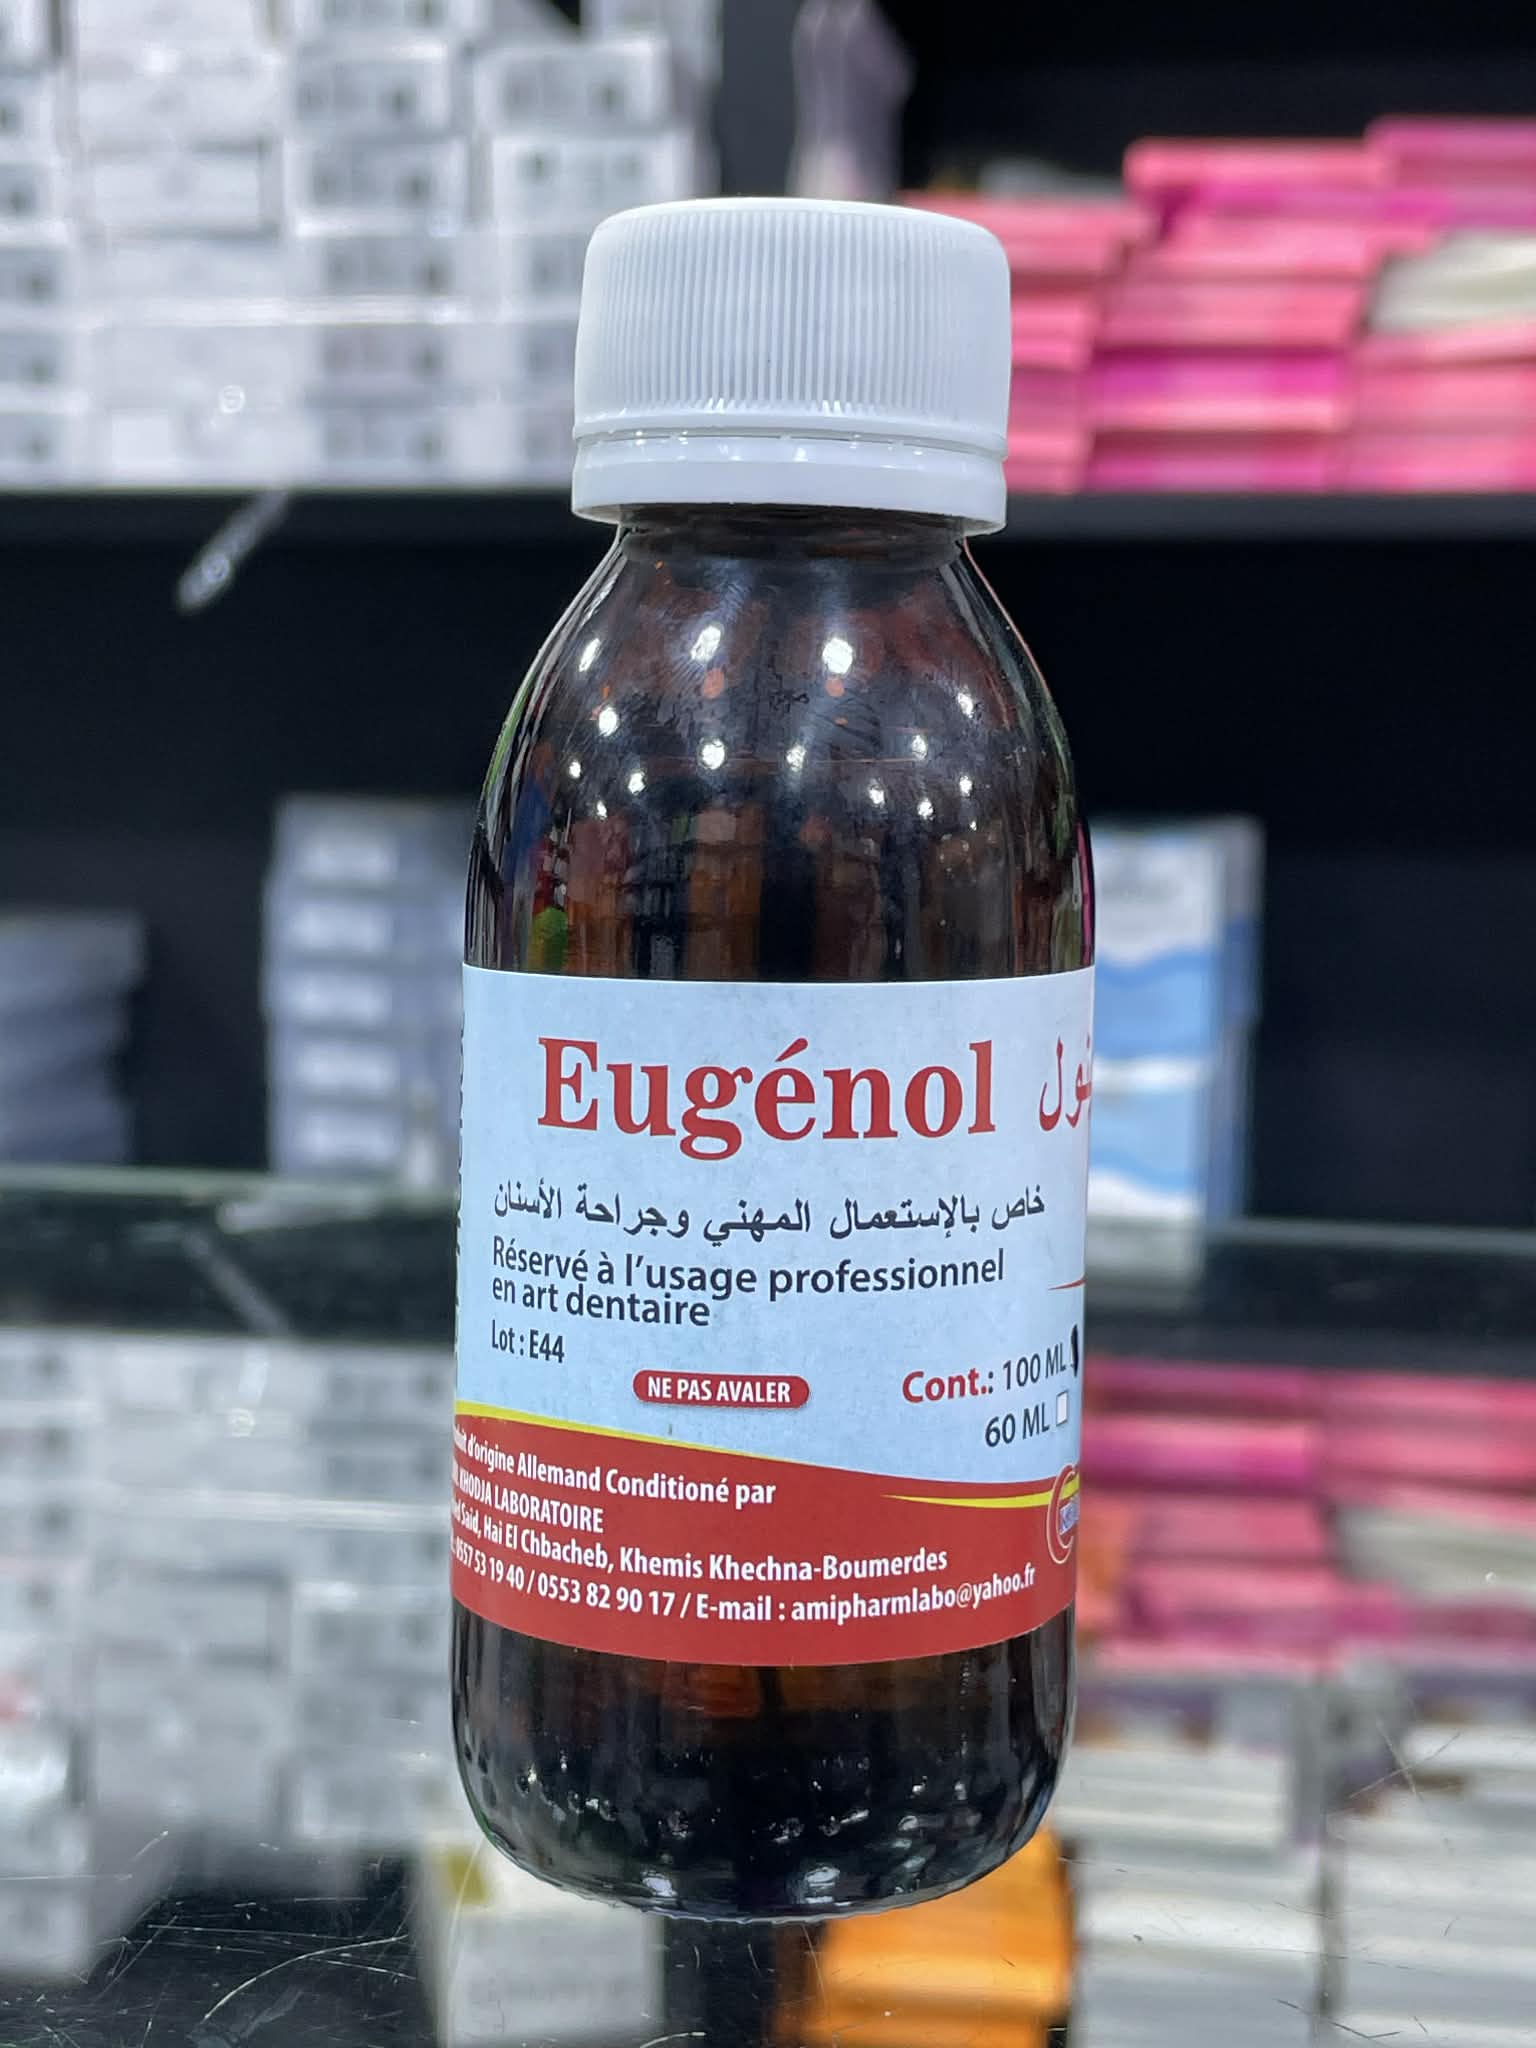 Eugénol
خاص بالإستعمال المهني وجراحة الأسنان
Réservé à l'usage professionnel
en art dentaire
Lot : E44
NE PAS AVALER
Cont.: 100 ML
60 ML
d'origine Allemand Conditioné par
KHODJA LABORATOIRE
Said, Hai El Chbacheb, Khemis Khechna-Boumerdes
0557 53 19 40 / 0553 82 90 17 / E-mail : amipharmlabo@yahoo.fr